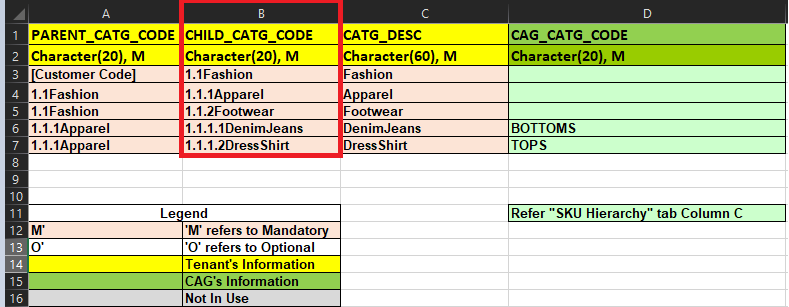 A B C D
1 PARENT_CATG_CODE CHILD_CATG_CODE CATG_DESC CAG_CATG_CODE
2 Character(20), M Character(20), M Character(60), M Character(20), M
3 [Customer Code] 1.1Fashion Fashion
4 1.1Fashion 1.1.1Apparel Apparel
5 1.1Fashion 1.1.2Footwear Footwear
6 1.1.1Apparel 1.1.1.1DenimJeans DenimJeans BOTTOMS
7 1.1.1Apparel 1.1.1.2DressShirt DressShirt TOPS
8
9
10
11 Legend Refer "SKU Hierarchy" tab Column C
12 M' 'M' refers to Mandatory
13 O' 'O' refers to Optional
14 Tenant's Information
15 CAG's Information
16 Not In Use